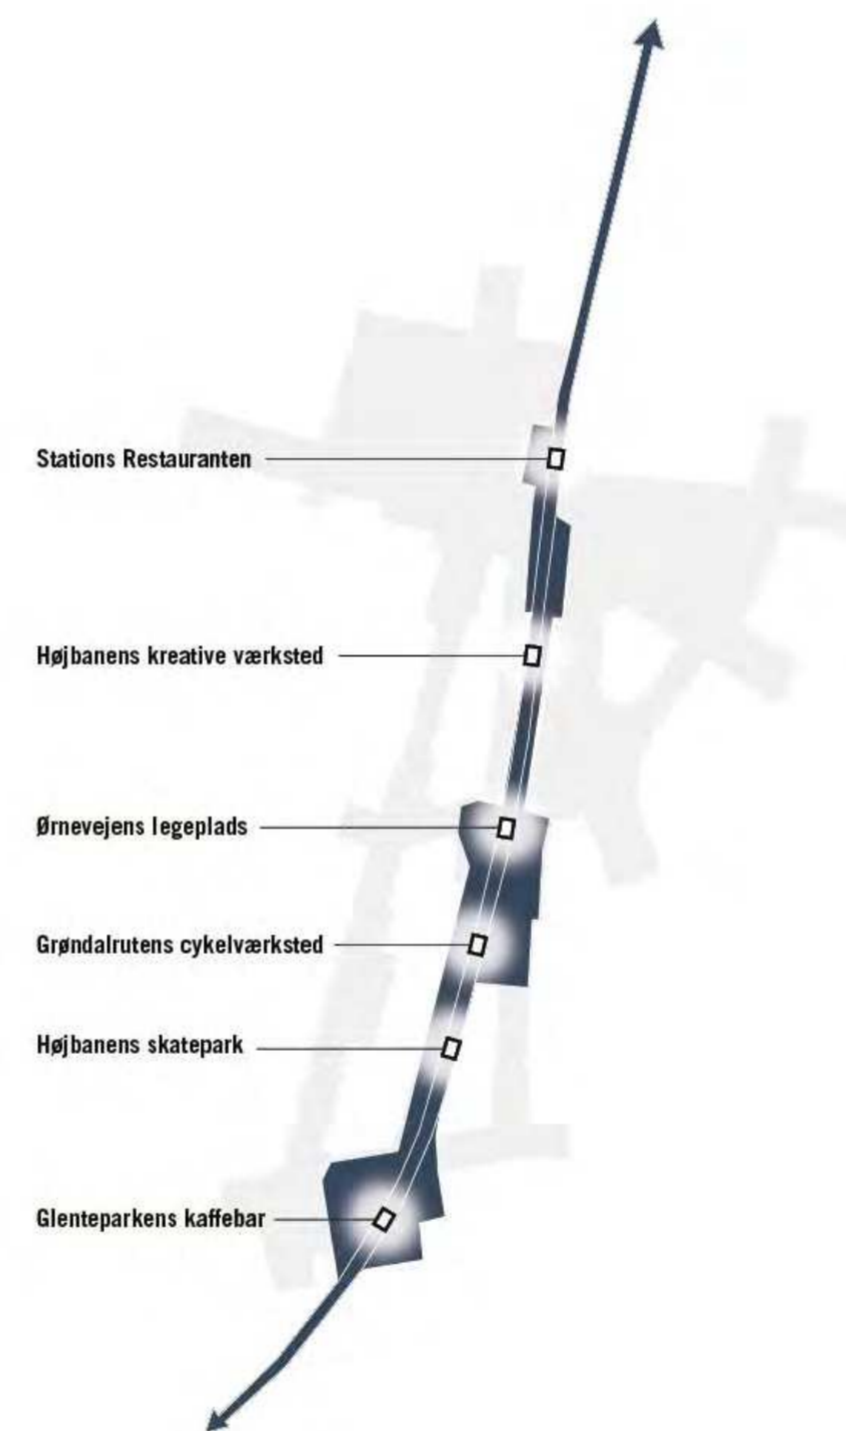 Stations Restauranten
Højbanens kreative værksted
Ørnevejens legeplads
Grøndalrutens cykelværksted
Højbanens skatepark
Glenteparkens kaffebar